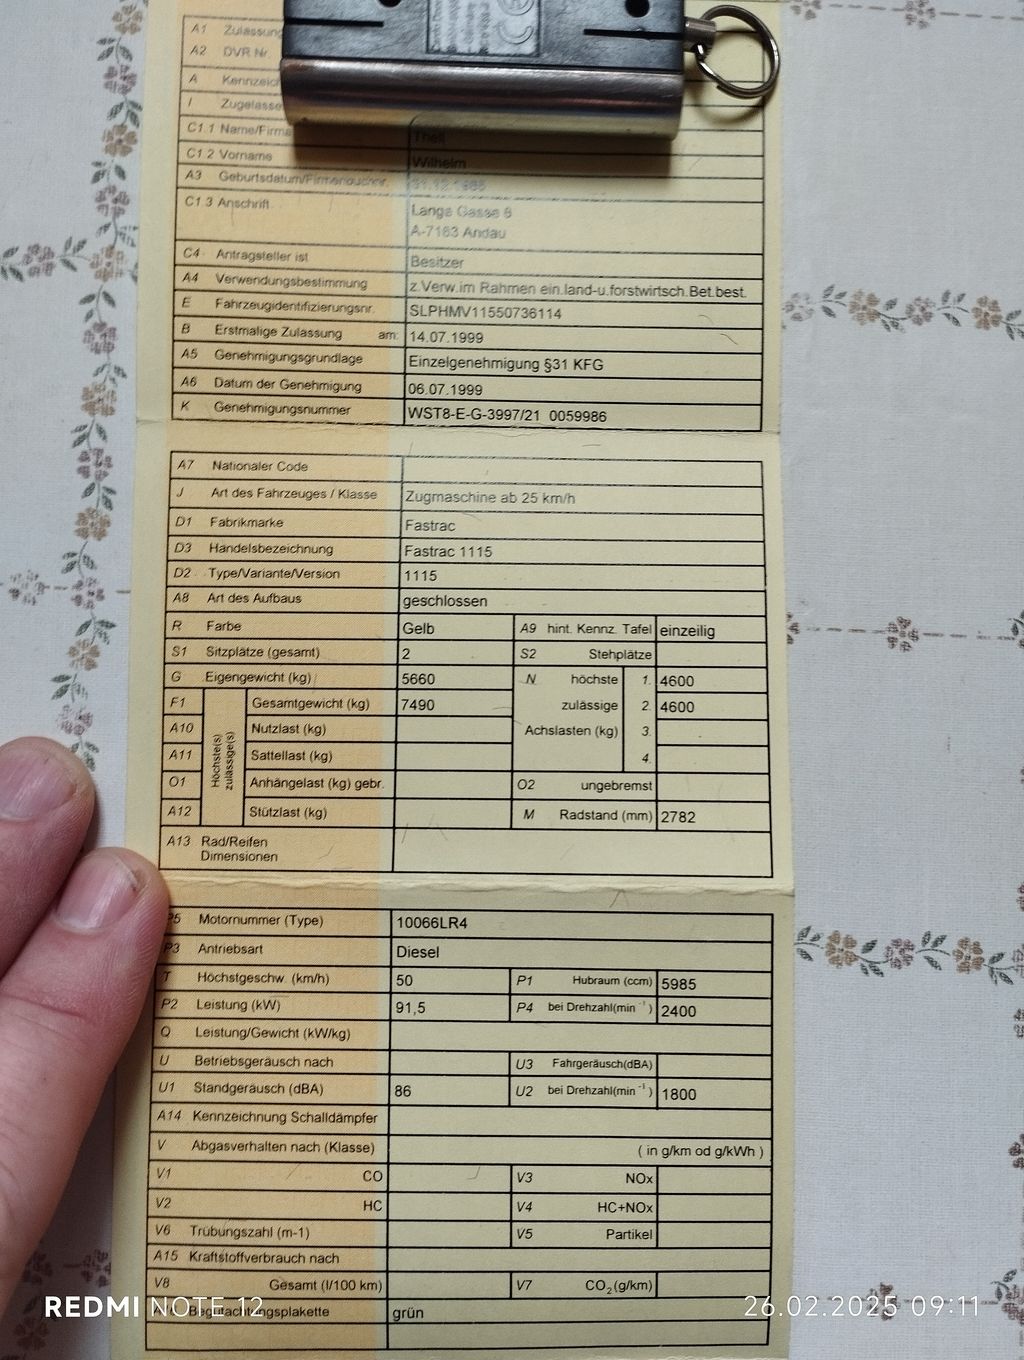 A1 Zulassung
A2 DVR Nr.
A Kennzeich
I Zugelasse
C1.1 Name/Firma Theil
C1.2 Vorname Wilhelm
A3 Geburtsdatum/Firmenbuchnr.
C1.3 Anschrift Lange Gasse 8
A-7163 Andau
C4 Antragsteller ist Besitzer
A4 Verwendungsbestimmung z.Verw.im Rahmen ein.land-u.forstwirtsch.Bet.best.
E Fahrzeugidentifizierungsnr. SLPHMV11550736114
B Erstmalige Zulassung am: 14.07.1999
A5 Genehmigungsgrundlage Einzelgenehmigung §31 KFG
A6 Datum der Genehmigung 06.07.1999
K Genehmigungsnummer WST8-E-G-3997/21 0059986
A7 Nationaler Code
J Art des Fahrzeuges / Klasse Zugmaschine ab 25 km/h
D1 Fabrikmarke Fastrac
D3 Handelsbezeichnung Fastrac 1115
D2 Type/Variante/Version 1115
A8 Art des Aufbaus geschlossen
R Farbe Gelb A9 hint. Kennz. Tafel einzeilig
S1 Sitzplätze (gesamt) 2 S2 Stehplätze
G Eigengewicht (kg) 5660 N höchste 1. 4600
F1 Gesamtgewicht (kg) 7490 zulässige 2. 4600
A10 Höchste(s) zulässige(s) Nutzlast (kg) Achslasten (kg) 3.
A11 Sattellast (kg) 4.
O1 Anhängelast (kg) gebr. O2 ungebremst
A12 Stützlast (kg) M Radstand (mm) 2782
A13 Rad/Reifen
Dimensionen
P5 Motornummer (Type) 10066LR4
P3 Antriebsart Diesel
T Höchstgeschw. (km/h) 50 P1 Hubraum (ccm) 5985
P2 Leistung (kW) 91,5 P4 bei Drehzahl(min⁻¹) 2400
Q Leistung/Gewicht (kW/kg)
U Betriebsgeräusch nach U3 Fahrgeräusch(dBA)
U1 Standgeräusch (dBA) 86 U2 bei Drehzahl(min⁻¹) 1800
A14 Kennzeichnung Schalldämpfer
V Abgasverhalten nach (Klasse) ( in g/km od g/kWh )
V1 CO V3 NOx
V2 HC V4 HC+NOx
V6 Trübungszahl (m-1) V5 Partikel
A15 Kraftstoffverbrauch nach
V8 Gesamt (l/100 km) V7 CO₂(g/km)
Begutachtungsplakette grün
REDMI NOTE 12 26.02.2025 09:11